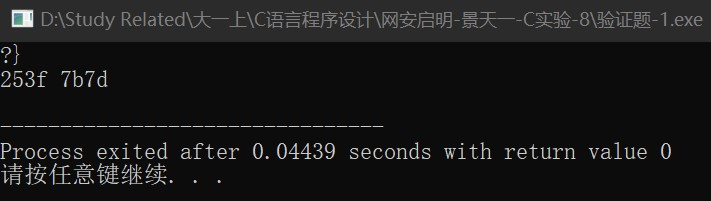 D:\Study Related\大一上\C语言程序设计\网安启明-景天一-C实验-8\验证题-1.exe
?}
253f 7b7d
--------------------------------
Process exited after 0.04439 seconds with return value 0
请按任意键继续. . .